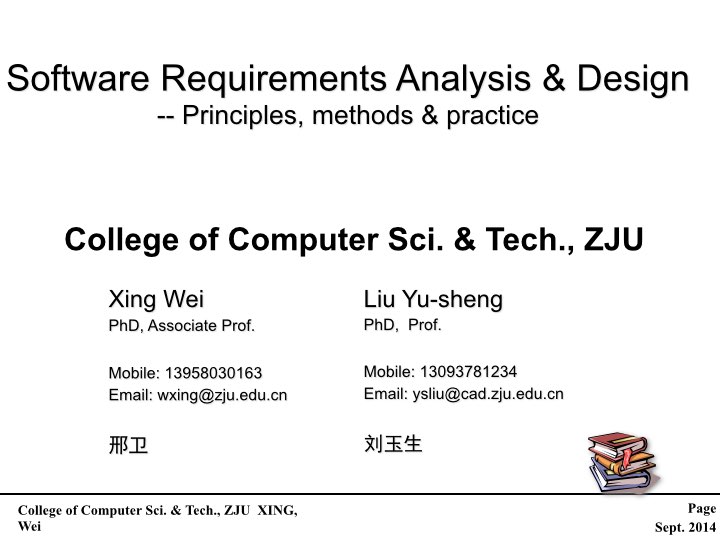 Software Requirements Analysis & Design
-- Principles, methods & practice
College of Computer Sci. & Tech., ZJU
Xing Wei
PhD, Associate Prof.
Mobile: 13958030163
Email: wxing@zju.edu.cn
邢卫
Liu Yu-sheng
PhD,  Prof.
Mobile: 13093781234
Email: ysliu@cad.zju.edu.cn
刘玉生
College of Computer Sci. & Tech., ZJU  XING,
Wei
Page
Sept. 2014